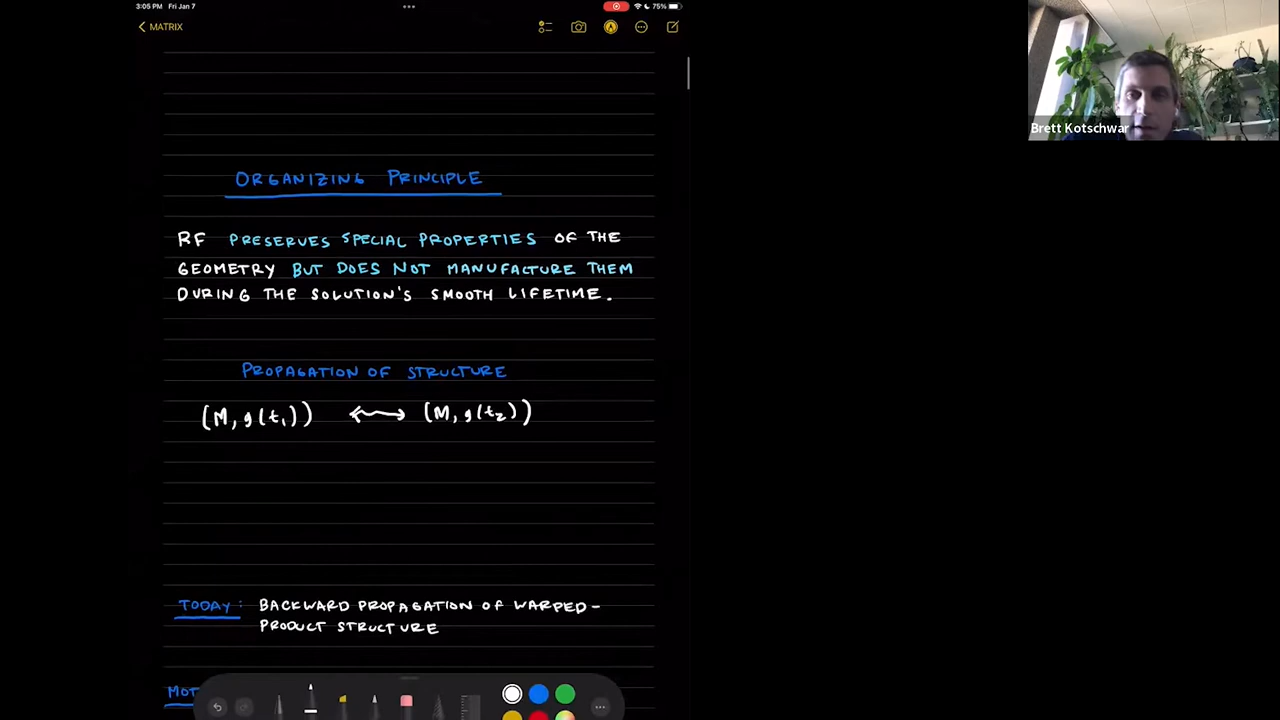 3:05 PM Fri Jan 7
75%
MATRIX
Brett Kotschwar
ORGANIZING PRINCIPLE
RF PRESERVES SPECIAL PROPERTIES OF THE
GEOMETRY BUT DOES NOT MANUFACTURE THEM
DURING THE SOLUTION'S SMOOTH LIFETIME.
PROPAGATION OF STRUCTURE
(M, g(t₁)) ↔ (M, g(t₂))
TODAY: BACKWARD PROPAGATION OF WARPED-
PRODUCT STRUCTURE